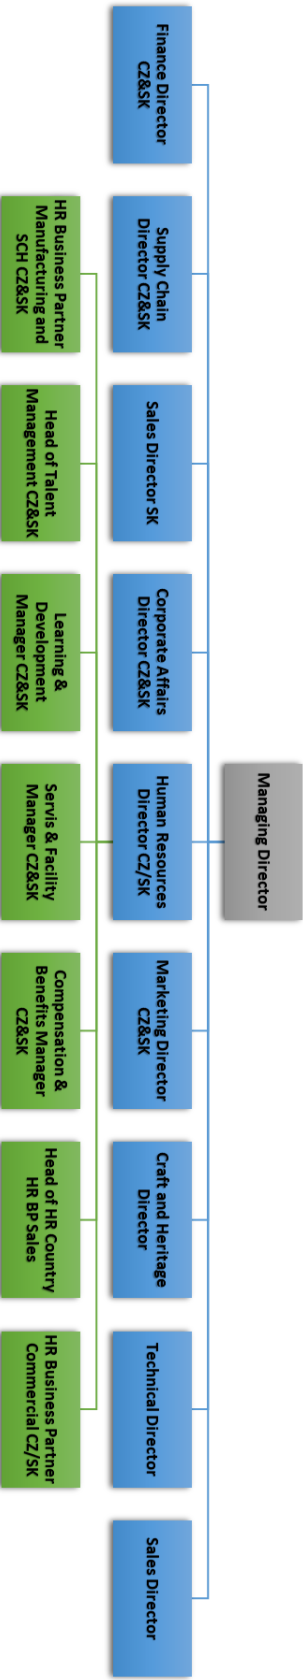 Managing Director
Finance Director
CZ&SK
Supply Chain
Director CZ&SK
Sales Director SK
Corporate Affairs
Director CZ&SK
Human Resources
Director CZ/SK
Marketing Director
CZ&SK
Craft and Heritage
Director
Technical Director
Sales Director
HR Business Partner
Manufacturing and
SCH CZ&SK
Head of Talent
Management CZ&SK
Learning &
Development
Manager CZ&SK
Servis & Facility
Manager CZ&SK
Compensation &
Benefits Manager
CZ&SK
Head of HR Country
HR BP Sales
HR Business Partner
Commercial CZ/SK